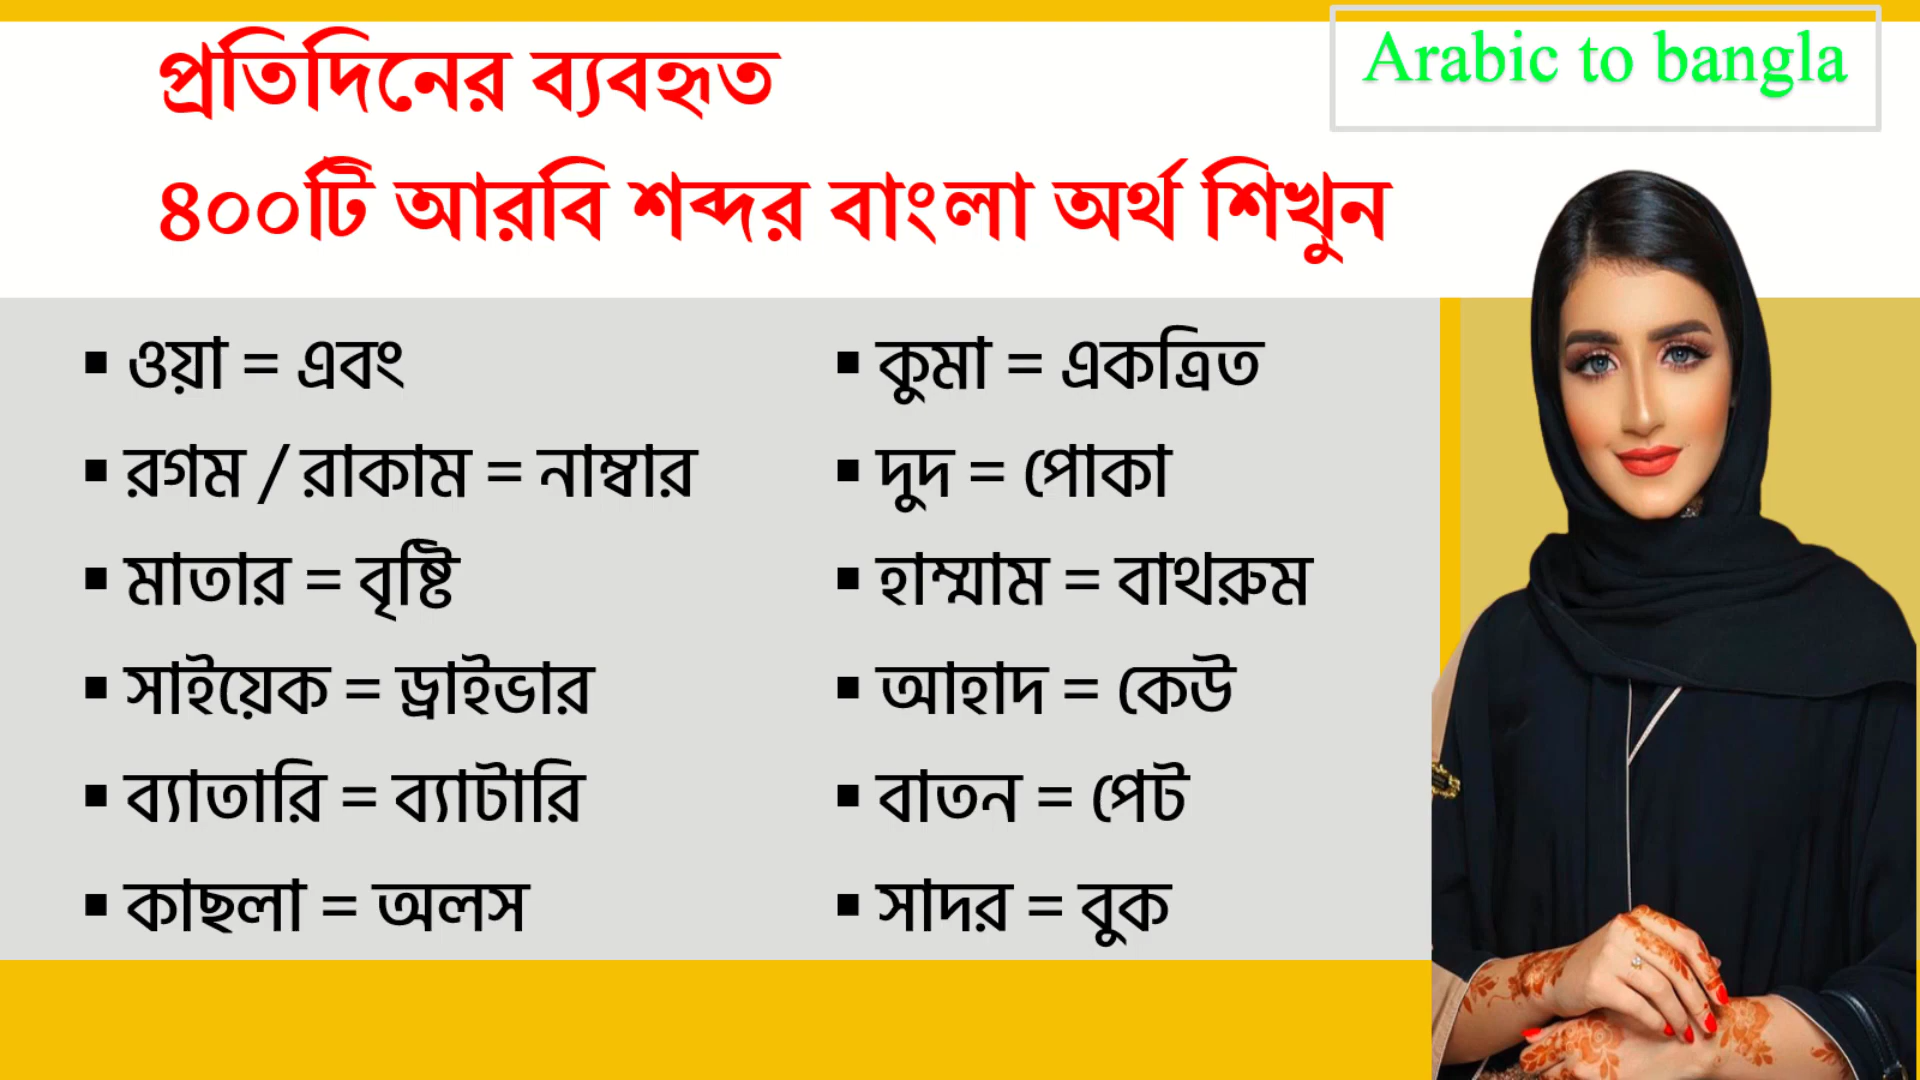 প্রতিদিনের ব্যবহৃত
Arabic to bangla
৪০০টি আরবি শব্দর বাংলা অর্থ শিখুন
▪ ওয়া = এবং
▪ রগম / রাকাম = নাম্বার
▪ মাতার = বৃষ্টি
▪ সাইয়েক = ড্রাইভার
▪ ব্যাতারি = ব্যাটারি
▪ কাছলা = অলস
▪ কুমা = একত্রিত
▪ দুদ = পোকা
▪ হাম্মাম = বাথরুম
▪ আহাদ = কেউ
▪ বাতন = পেট
▪ সাদর = বুক